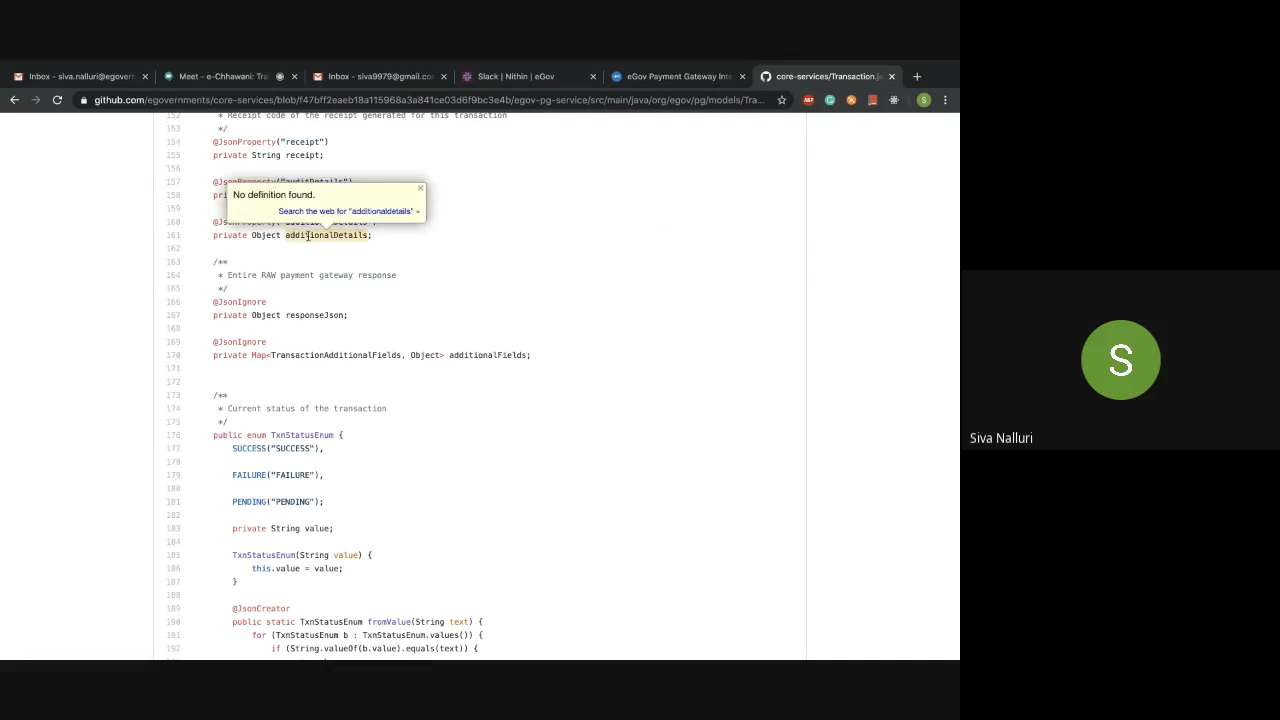 Inbox - siva.nalluri@egovern
Meet - e-Chhawani: Tra
Inbox - siva9979@gmail.co
Slack | Nithin | eGov
eGov Payment Gateway Inte
core-services/Transaction.ja
github.com/egovernments/core-services/blob/f47bff2eaeb18a115968a3a841ce03d6f9bc3e4b/egov-pg-service/src/main/java/org/egov/pg/models/Tra...
152 * Receipt code of the receipt generated for this transaction
153 */
154 @JsonProperty("receipt")
155 private String receipt;
156
157 @JsonProperty("auditDetails")
158 pri
159
160 @JsonProperty("additionalDetails")
161 private Object additionalDetails;
No definition found.
Search the web for "additionaldetails" »
162
163 /**
164 * Entire RAW payment gateway response
165 */
166 @JsonIgnore
167 private Object responseJson;
168
169 @JsonIgnore
170 private Map<TransactionAdditionalFields, Object> additionalFields;
171
172
173 /**
174 * Current status of the transaction
175 */
176 public enum TxnStatusEnum {
177 SUCCESS("SUCCESS"),
178
179 FAILURE("FAILURE"),
180
181 PENDING("PENDING");
182
183 private String value;
184
185 TxnStatusEnum(String value) {
186 this.value = value;
187 }
188
189 @JsonCreator
190 public static TxnStatusEnum fromValue(String text) {
191 for (TxnStatusEnum b : TxnStatusEnum.values()) {
192 if (String.valueOf(b.value).equals(text)) {
S
Siva Nalluri